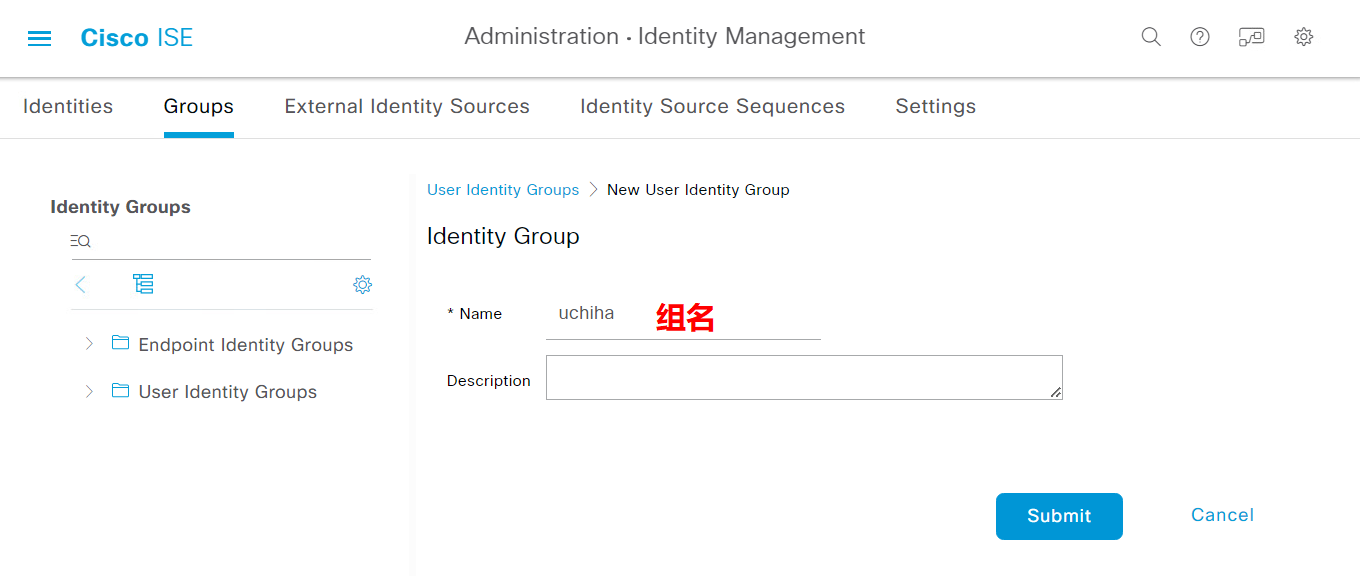 Cisco ISE
Administration · Identity Management
Identities
Groups
External Identity Sources
Identity Source Sequences
Settings
Identity Groups
Endpoint Identity Groups
User Identity Groups
User Identity Groups > New User Identity Group
Identity Group
* Name uchiha 组名
Description
Submit
Cancel